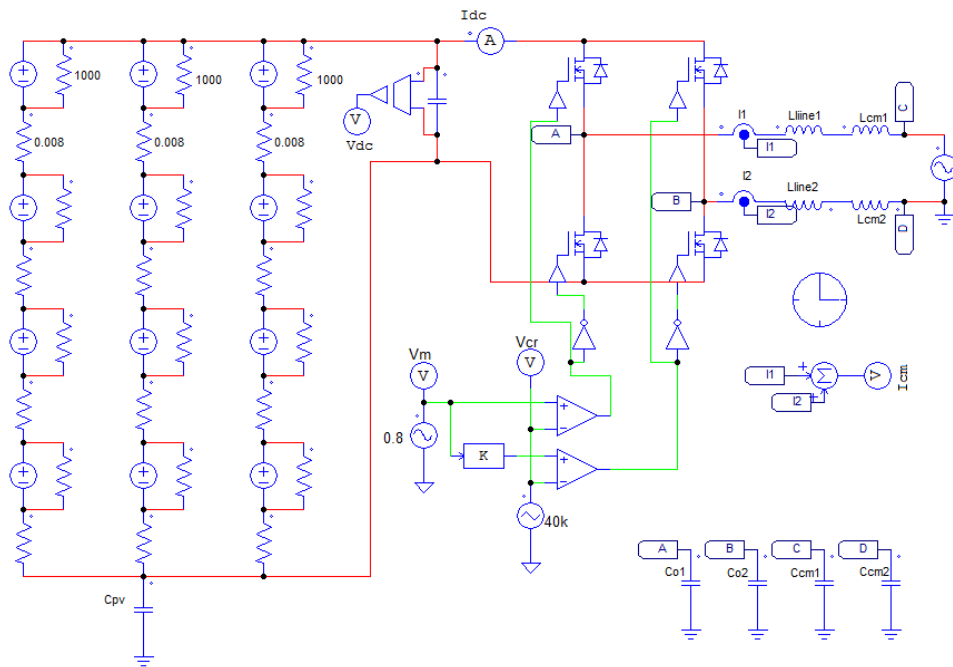 Idc
A
1000
1000
1000
V
Vdc
0.008
0.008
0.008
A
I1
I1
Lliine1
Lcm1
C
B
I2
I2
Lline2
Lcm2
D
Vm
V
Vcr
V
0.8
K
40k
I1
I2
Σ
V
Icm
A
B
C
D
Co1
Co2
Ccm1
Ccm2
Cpv